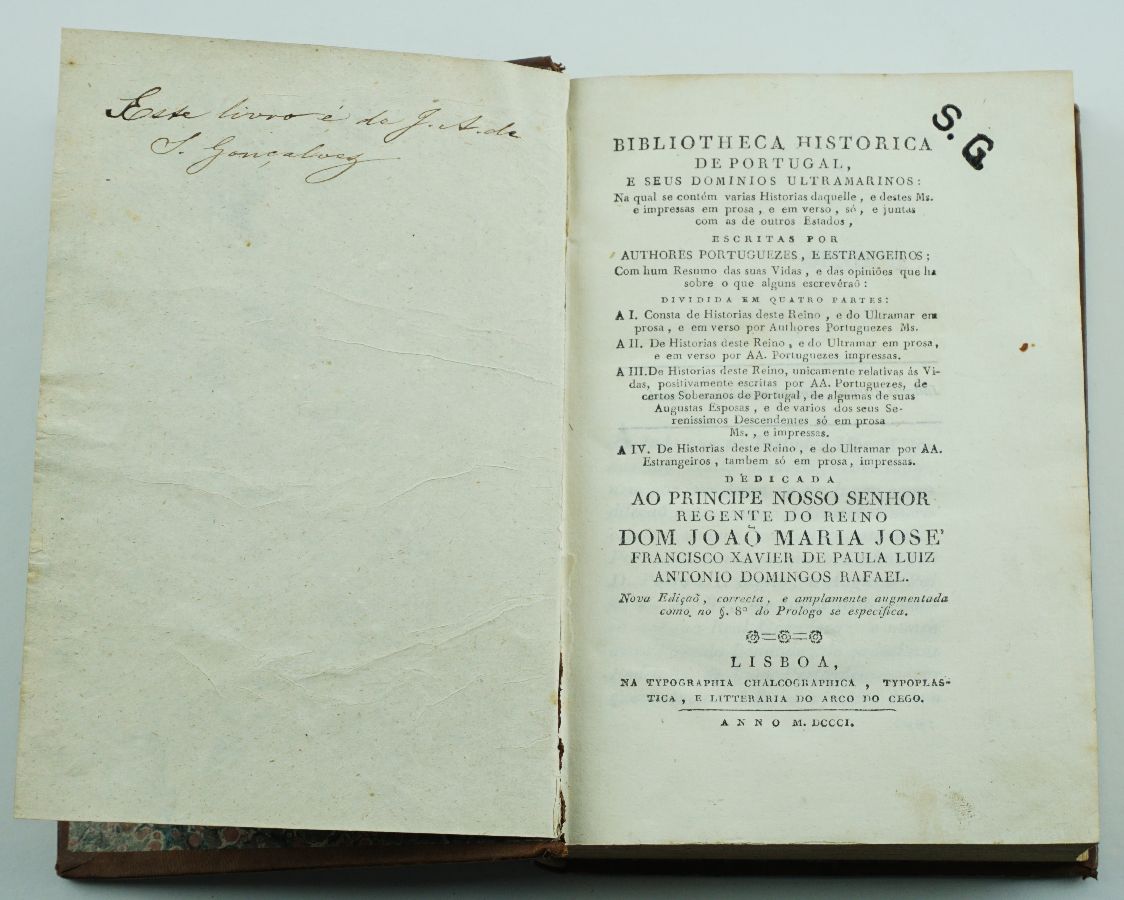 Este livro é de J. A. de
S. Gonçalves
S. G.
BIBLIOTHECA HISTORICA
DE PORTUGAL,
E SEUS DOMINIOS ULTRAMARINOS:
Na qual se contém varias Historias daquelle, e destes Ms.
e impressas em prosa, e em verso, só, e juntas
com as de outros Estados,
ESCRITAS POR
AUTHORES PORTUGUEZES, E ESTRANGEIROS;
Com hum Resumo das suas Vidas, e das opiniões que ha
sobre o que alguns escrevêraõ:
DIVIDIDA EM QUATRO PARTES:
A I. Consta de Historias deste Reino, e do Ultramar em
prosa, e em verso por Authores Portuguezes Ms.
A II. De Historias deste Reino, e do Ultramar em prosa,
e em verso por AA. Portuguezes impressas.
A III. De Historias deste Reino, unicamente relativas ás Vi-
das, positivamente escritas por AA. Portuguezes, de
certos Soberanos de Portugal, de algumas de suas
Augustas Esposas, e de varios dos seus Se-
renissimos Descendentes só em prosa
Ms., e impressas.
A IV. De Historias deste Reino, e do Ultramar por AA.
Estrangeiros, tambem só em prosa, impressas.
DEDICADA
AO PRINCIPE NOSSO SENHOR
REGENTE DO REINO
DOM JOAÕ MARIA JOSE'
FRANCISCO XAVIER DE PAULA LUIZ
ANTONIO DOMINGOS RAFAEL.
Nova Ediçaõ, correcta, e amplamente augmentada
como no §. 8º do Prologo se especifica.
LISBOA,
NA TYPOGRAPHIA CHALCOGRAPHICA, TYPOPLAS-
TICA, E LITTERARIA DO ARCO DO CEGO.
ANNO M. DCCCI.